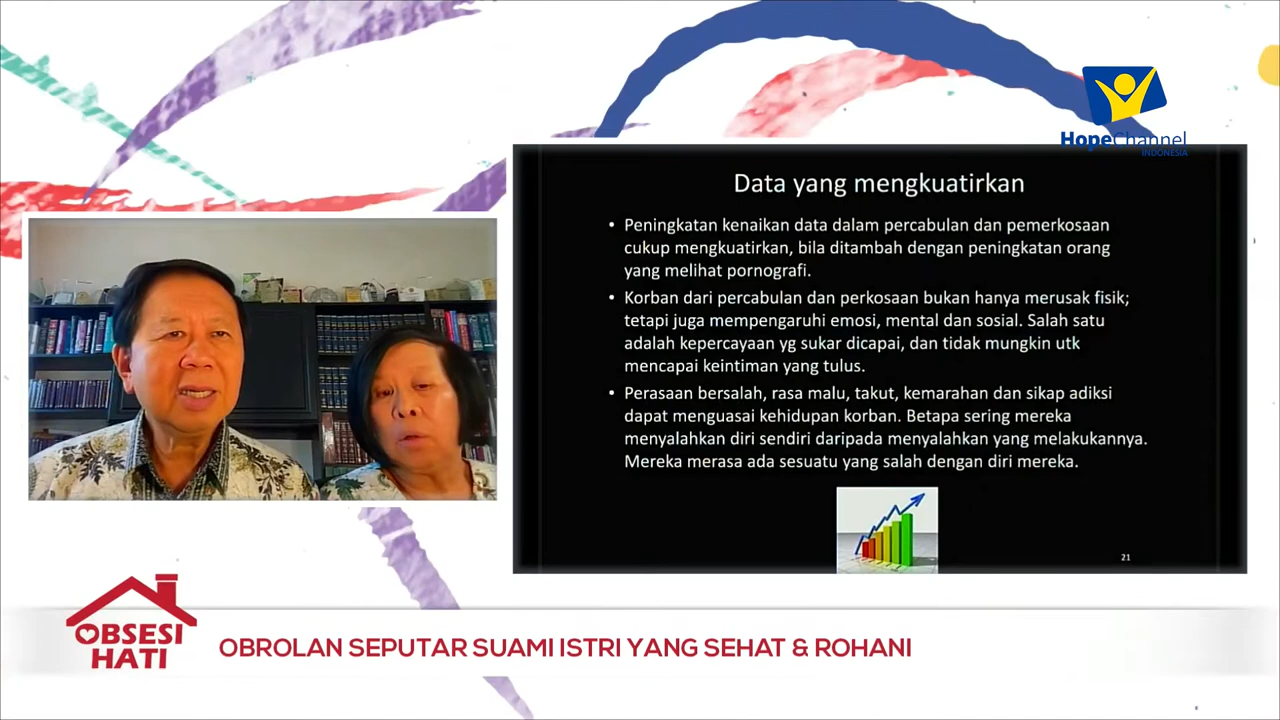 HopeChannel
INDONESIA
Data yang mengkuatirkan
• Peningkatan kenaikan data dalam percabulan dan pemerkosaan
cukup mengkuatirkan, bila ditambah dengan peningkatan orang
yang melihat pornografi.
• Korban dari percabulan dan perkosaan bukan hanya merusak fisik;
tetapi juga mempengaruhi emosi, mental dan sosial. Salah satu
adalah kepercayaan yg sukar dicapai, dan tidak mungkin utk
mencapai keintiman yang tulus.
• Perasaan bersalah, rasa malu, takut, kemarahan dan sikap adiksi
dapat menguasai kehidupan korban. Betapa sering mereka
menyalahkan diri sendiri daripada menyalahkan yang melakukannya.
Mereka merasa ada sesuatu yang salah dengan diri mereka.
21
OBSESI
HATI
OBROLAN SEPUTAR SUAMI ISTRI YANG SEHAT & ROHANI